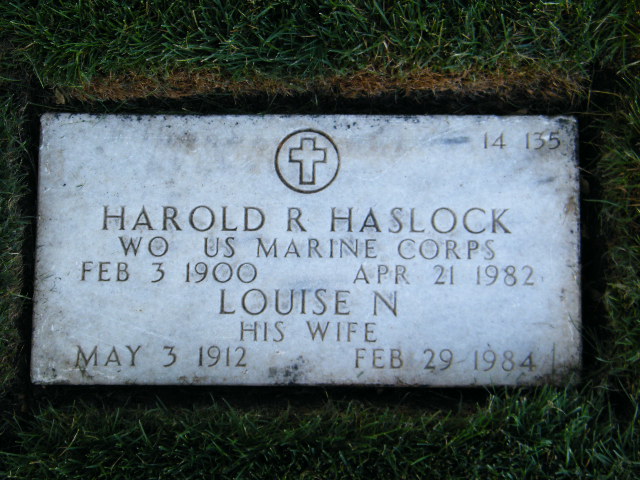 14 135
HAROLD R HASLOCK
WO US MARINE CORPS
FEB 3 1900 APR 21 1982
LOUISE N
HIS WIFE
MAY 3 1912 FEB 29 1984